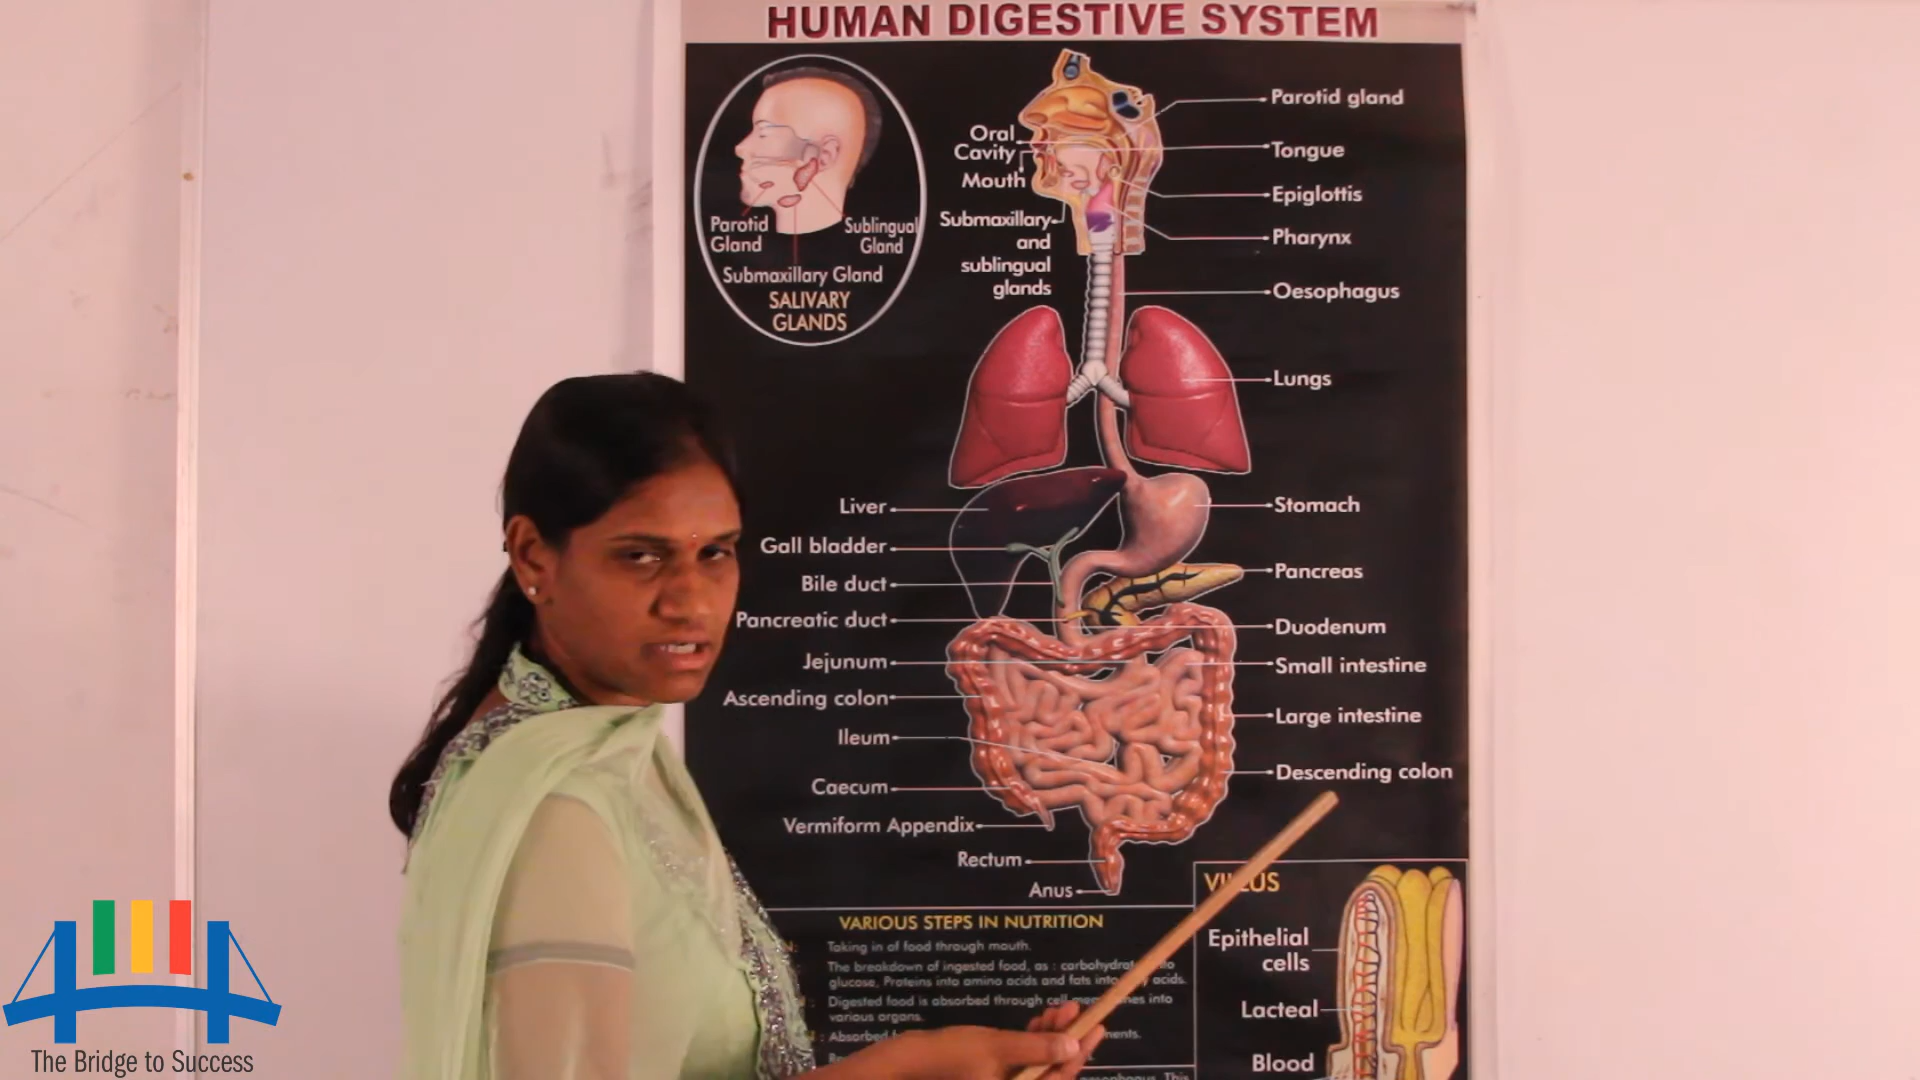 HUMAN DIGESTIVE SYSTEM
Parotid
Gland
Sublingual
Gland
Submaxillary Gland
SALIVARY
GLANDS
Oral
Cavity
Mouth
Submaxillary
and
sublingual
glands
Parotid gland
Tongue
Epiglottis
Pharynx
Oesophagus
Lungs
Liver
Gall bladder
Bile duct
Pancreatic duct
Jejunum
Ascending colon
Ileum
Caecum
Vermiform Appendix
Rectum
Anus
Stomach
Pancreas
Duodenum
Small intestine
Large intestine
Descending colon
VARIOUS STEPS IN NUTRITION
Taking in of food through mouth.
The breakdown of ingested food, as : carbohydrat
glucose, Proteins into amino acids and fats into acids.
Digested food is absorbed through cell into
various organs.
: Absorbed
This
Epithelial
cells
Lacteal
Blood
The Bridge to Success